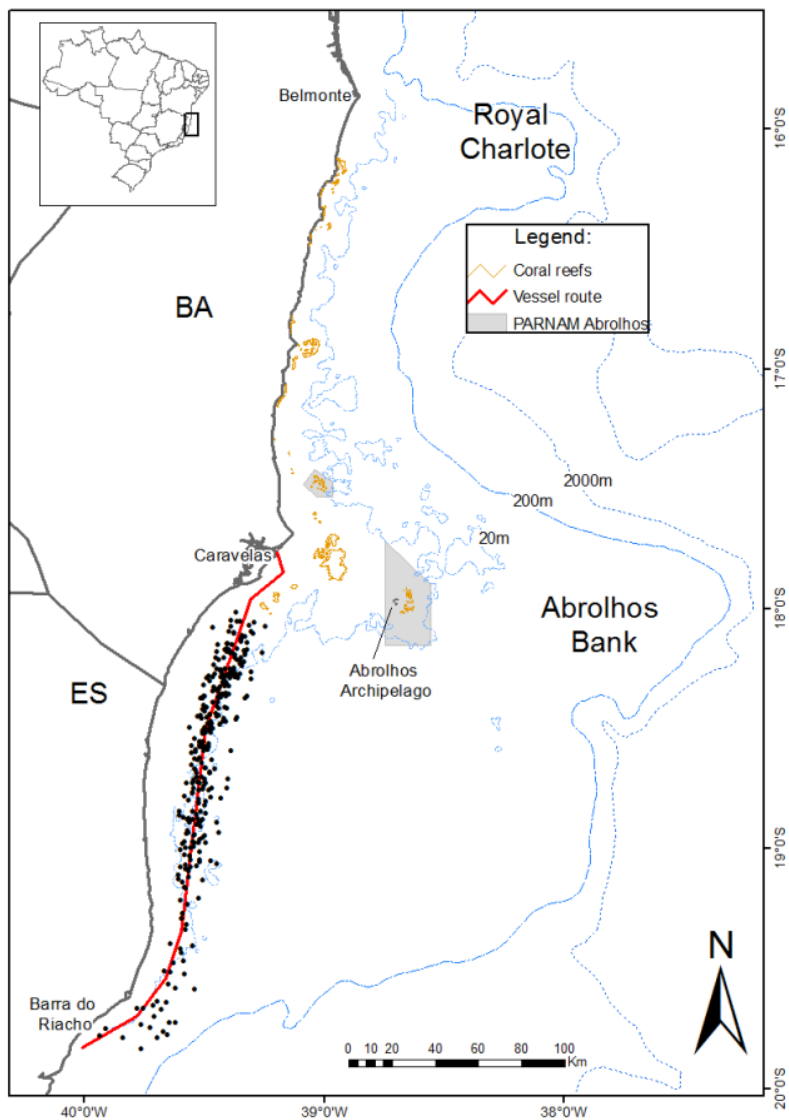 Belmonte
Royal
Charlote
16°0'S
Legend:
Coral reefs
Vessel route
PARNAM Abrolhos
BA
17°0'S
2000m
200m
20m
Caravelas
18°0'S
Abrolhos
Bank
Abrolhos
Archipelago
ES
19°0'S
N
Barra do
Riacho
0 5 10 20 40 60 80 100
Km
20°0'S
40°0'W
39°0'W
38°0'W